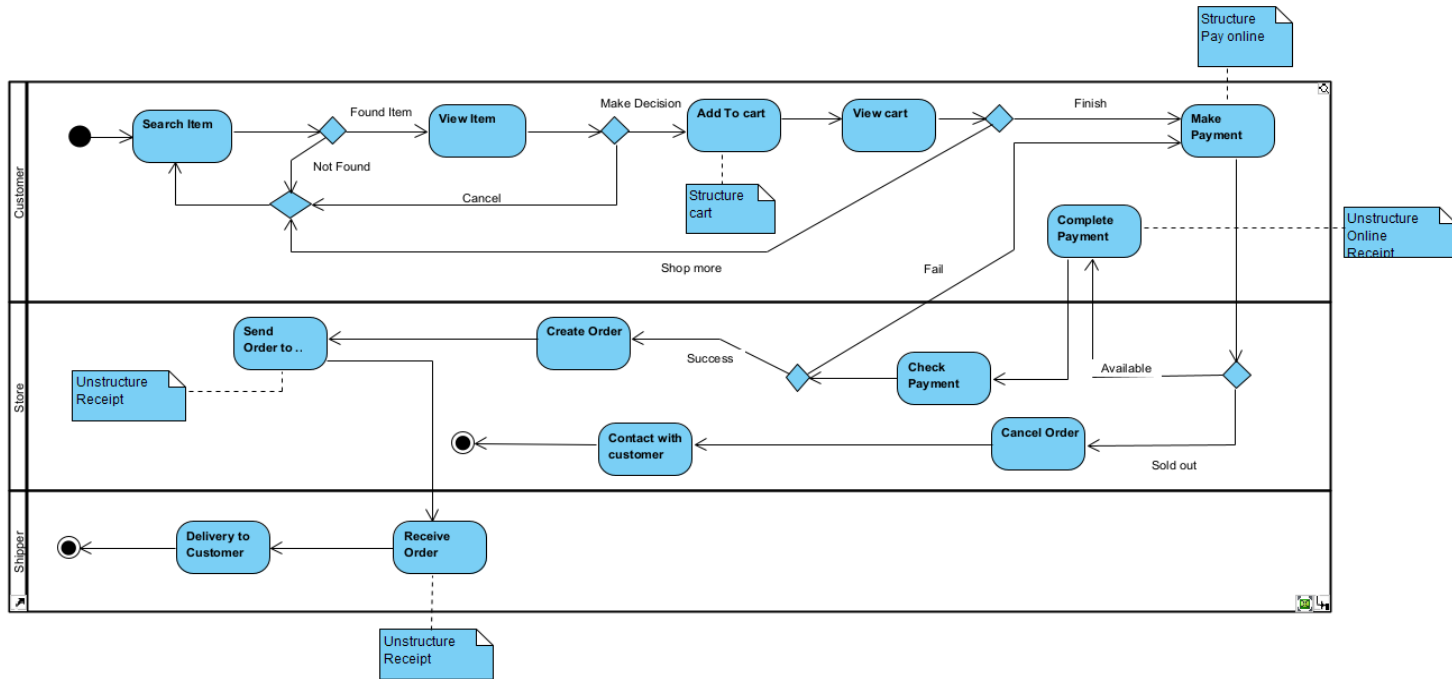 Structure
Pay online
Customer
Search Item
Found Item
View Item
Make Decision
Add To cart
View cart
Finish
Make
Payment
Not Found
Cancel
Structure
cart
Shop more
Fail
Complete
Payment
Unstructure
Online
Receipt
Store
Send
Order to ..
Create Order
Success
Check
Payment
Available
Unstructure
Receipt
Contact with
customer
Cancel Order
Sold out
Shipper
Delivery to
Customer
Receive
Order
Unstructure
Receipt